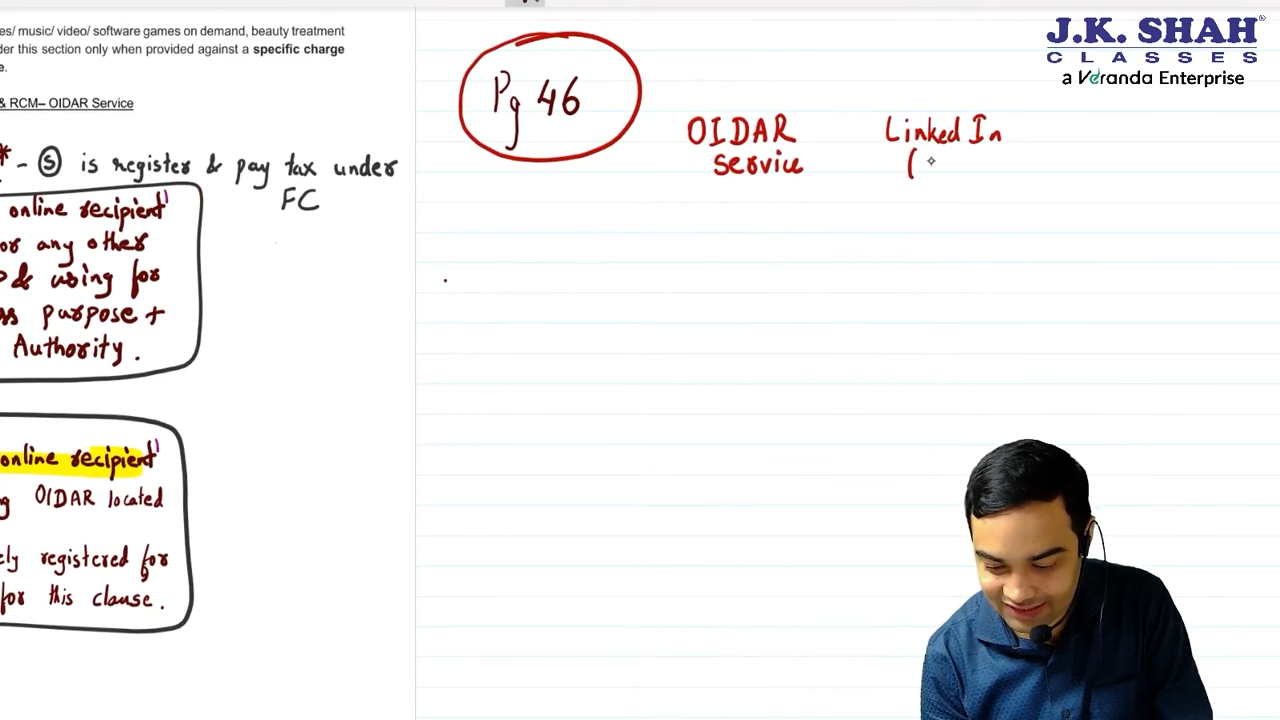 es/ music/ video/ software games on demand, beauty treatment
der this section only when provided against a specific charge
e.
& RCM– OIDAR Service
* - (S) is register & pay tax under
FC
online recipient'
or any other
& using for
ss purpose +
Authority.
online recipient'
g OIDAR located
ely registered for
for this clause.
Pg 46
OIDAR
Service
LinkedIn
(
J.K. SHAH®
CLASSES
a Veranda Enterprise